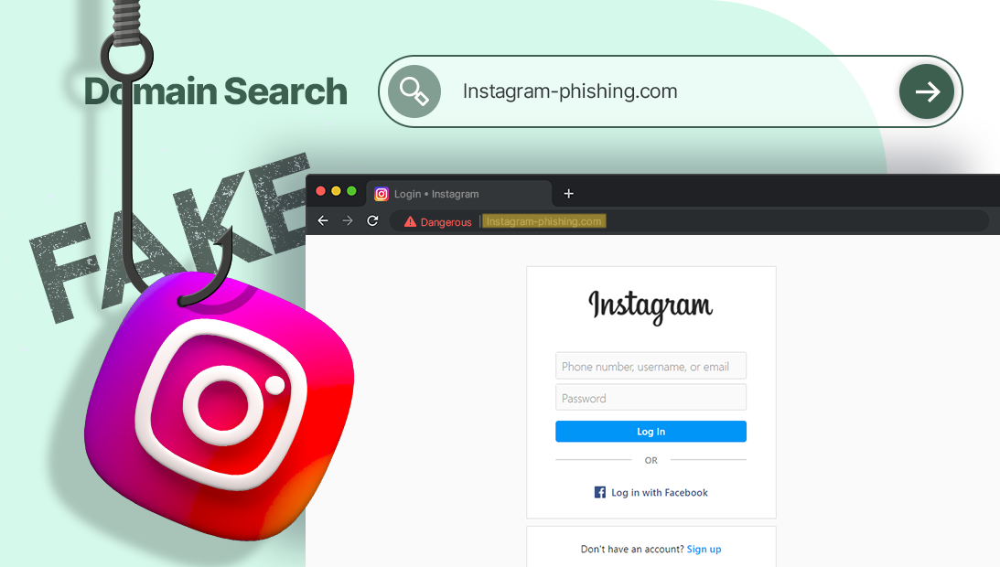 Domain Search
Instagram-phishing.com
FAKE
Login • Instagram
Dangerous | Instagram-phishing.com
Instagram
Phone number, username, or email
Password
Log In
OR
Log in with Facebook
Don't have an account? Sign up